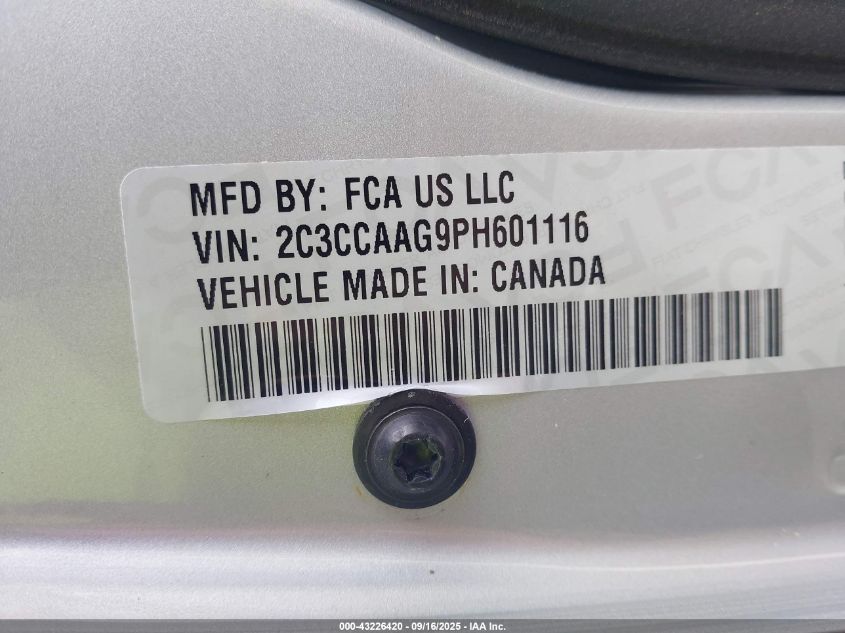 MFD BY: FCA US LLC
VIN: 2C3CCAAG9PH601116
VEHICLE MADE IN: CANADA
000-43226420 - 09/16/2025 - IAA Inc.